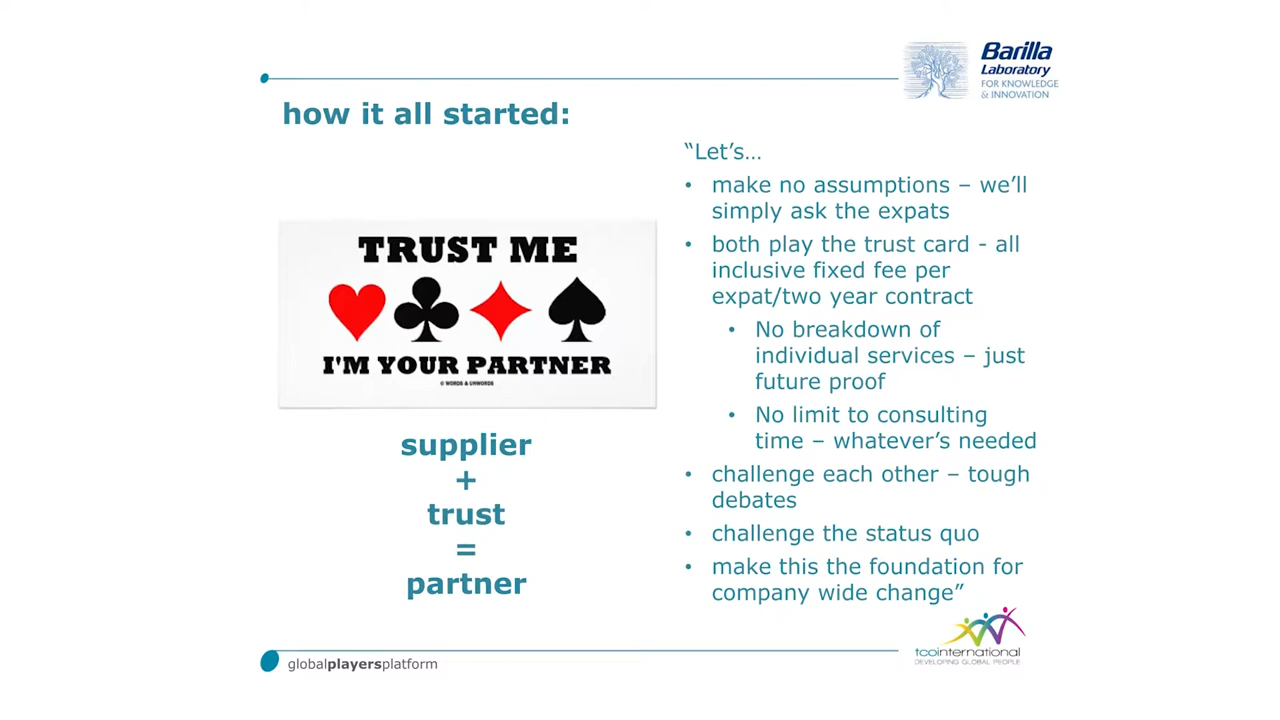 Barilla
Laboratory
FOR KNOWLEDGE
& INNOVATION
how it all started:
TRUST ME
I'M YOUR PARTNER
© WORDS & UNWORDS
supplier
+
trust
=
partner
“Let’s…
• make no assumptions – we’ll
simply ask the expats
• both play the trust card - all
inclusive fixed fee per
expat/two year contract
• No breakdown of
individual services – just
future proof
• No limit to consulting
time – whatever’s needed
• challenge each other – tough
debates
• challenge the status quo
• make this the foundation for
company wide change”
globalplayersplatform
tcointernational
DEVELOPING GLOBAL PEOPLE